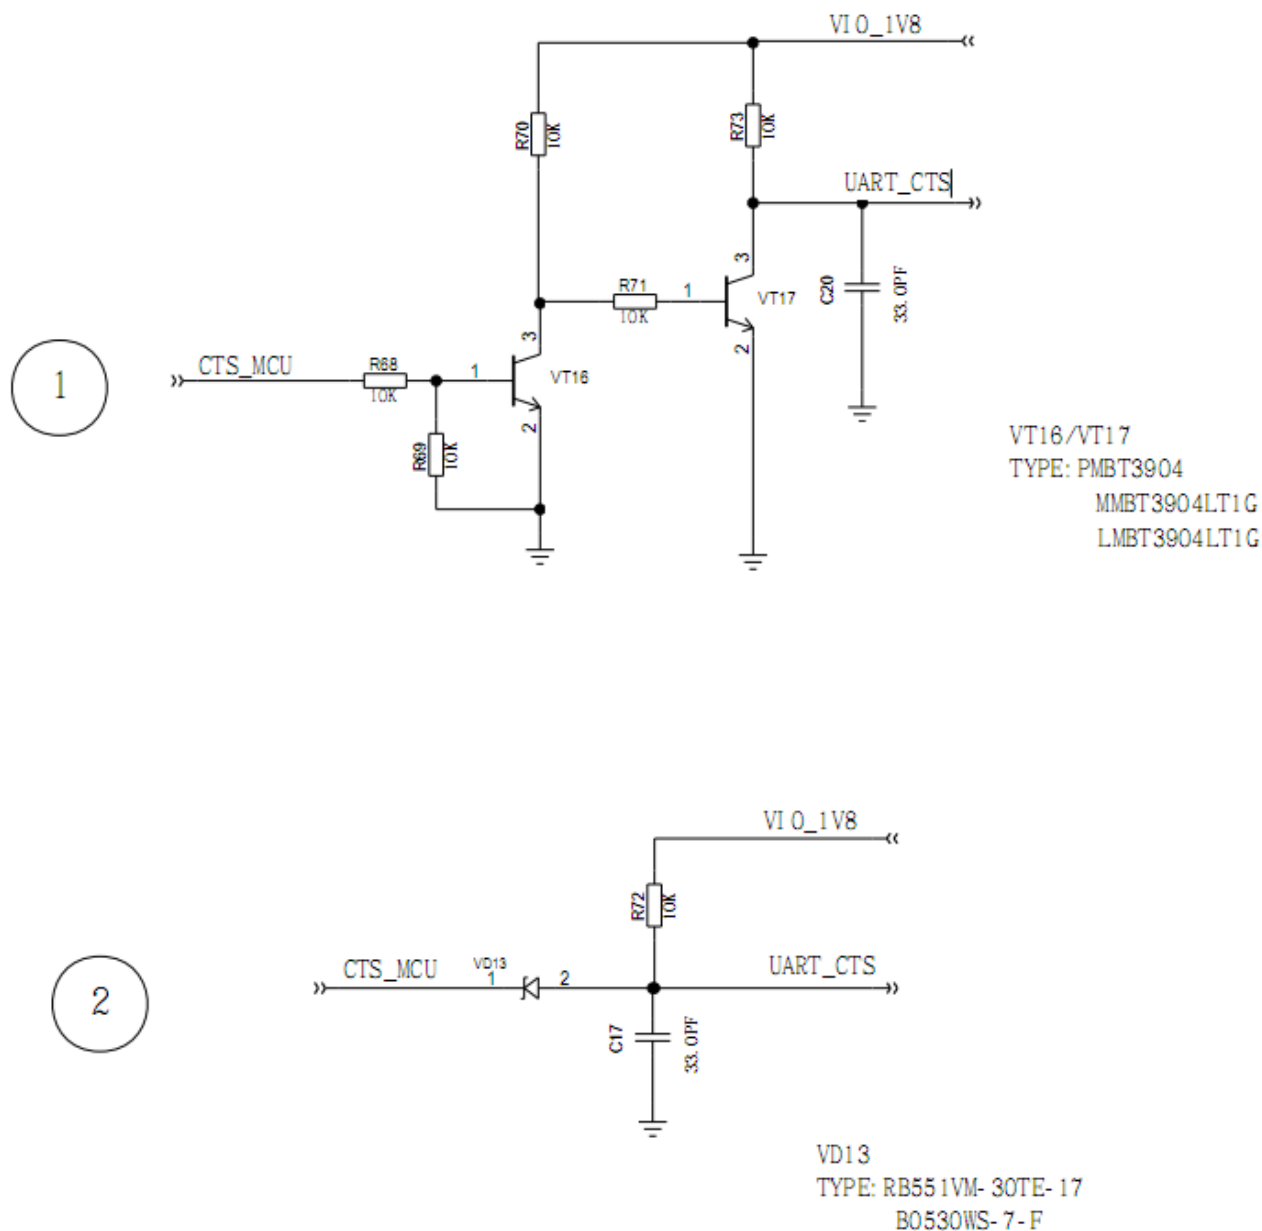 VIO_1V8
R70
10K
R73
10K
UART_CTS
3
R71
10K
1
VT17
2
C20
33.0PF
1
CTS_MCU
R68
10K
1
3
VT16
2
R69
10K
VT16/VT17
TYPE: PMBT3904
MMBT3904LT1G
LMBT3904LT1G
VIO_1V8
R72
10K
2
CTS_MCU
VD13
1
2
UART_CTS
C17
33.0PF
VD13
TYPE: RB551VM-30TE-17
B0530WS-7-F